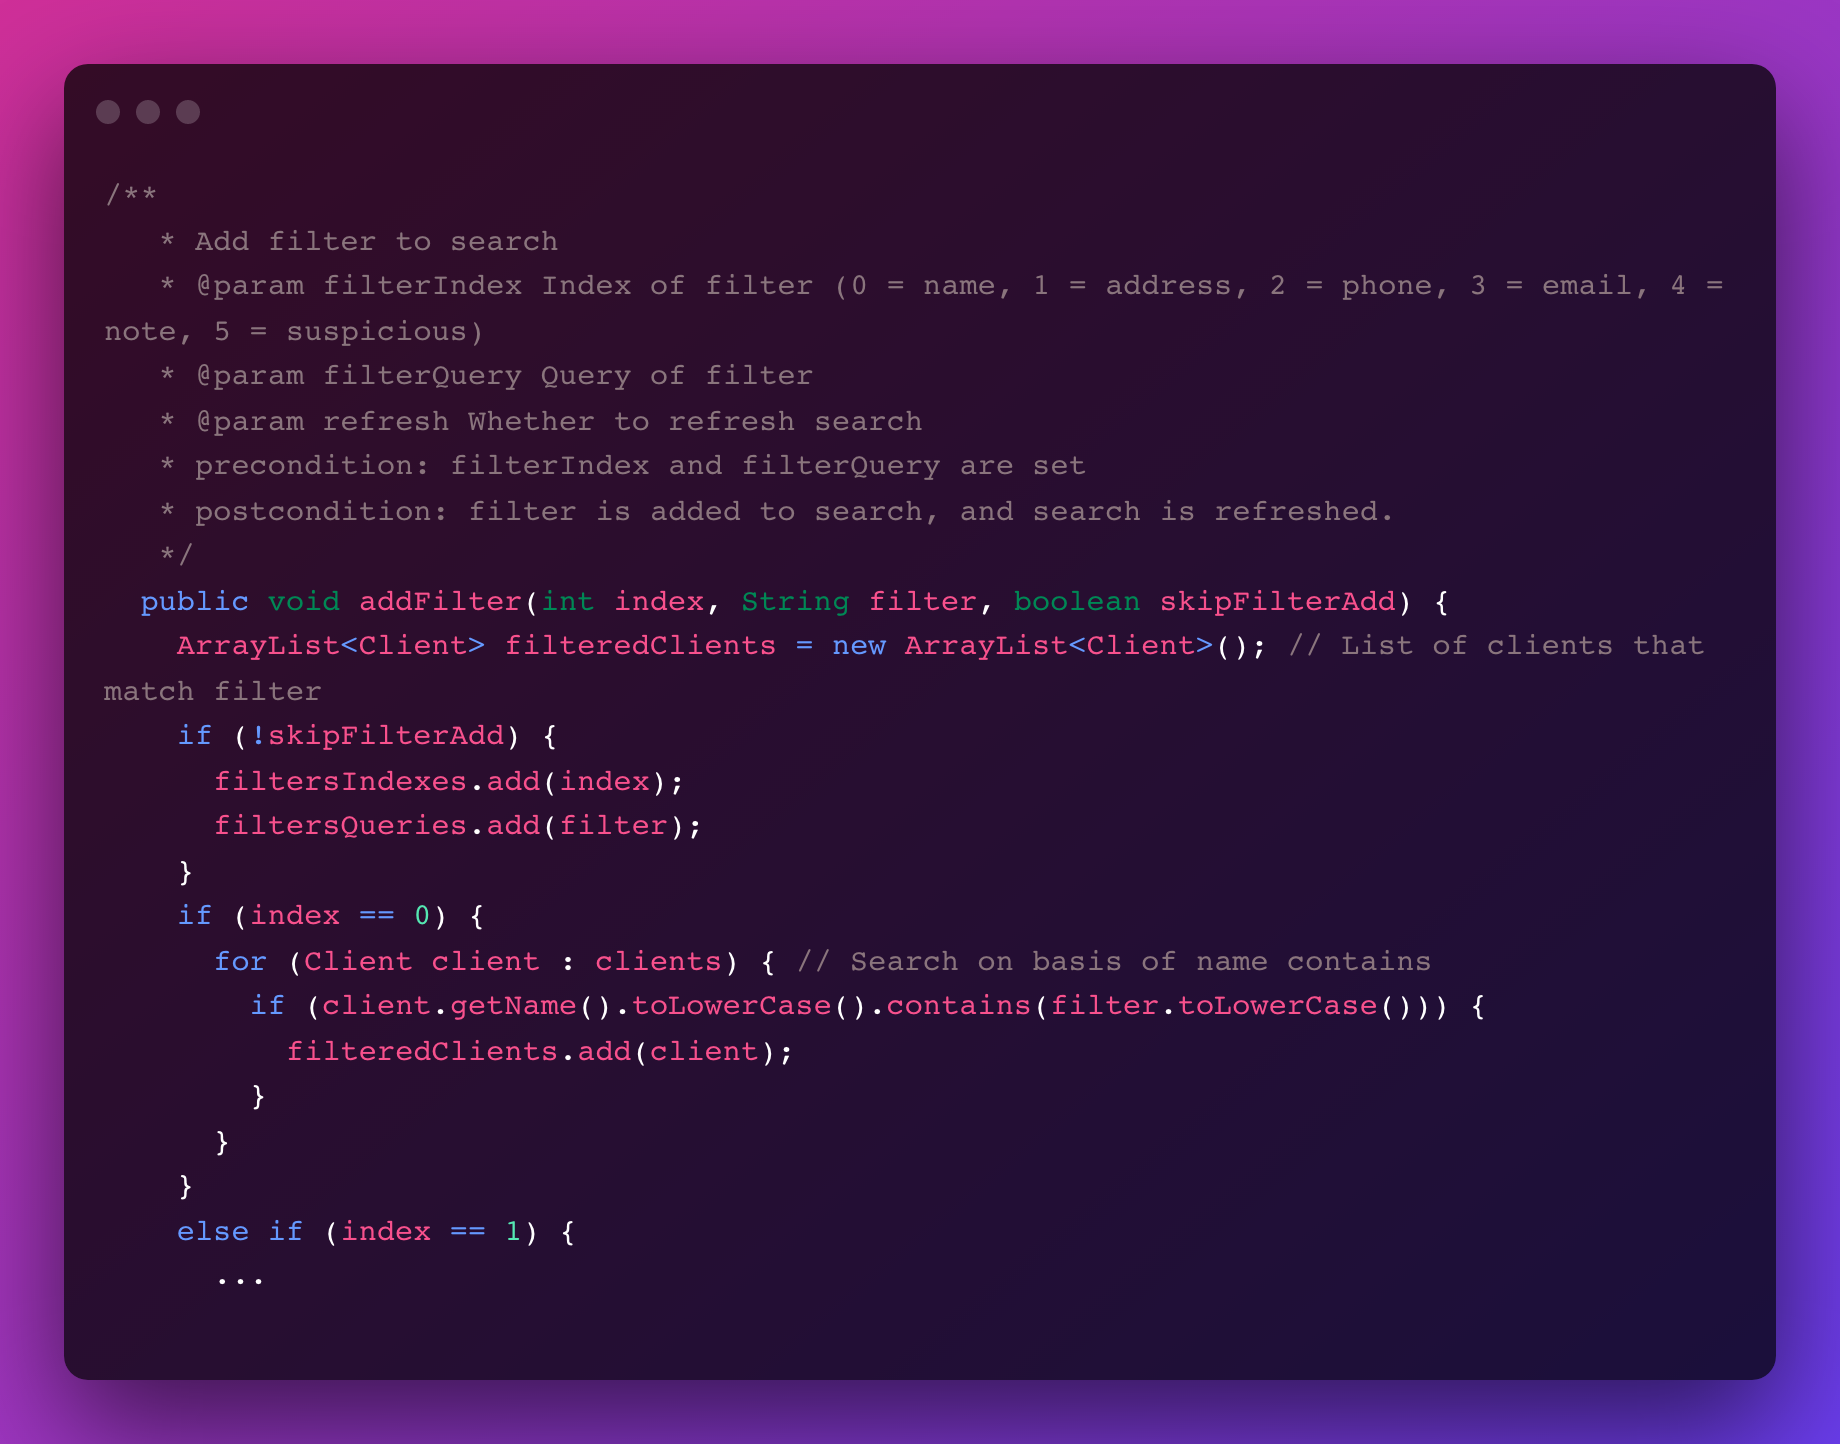 /**
   * Add filter to search
   * @param filterIndex Index of filter (0 = name, 1 = address, 2 = phone, 3 = email, 4 =
note, 5 = suspicious)
   * @param filterQuery Query of filter
   * @param refresh Whether to refresh search
   * precondition: filterIndex and filterQuery are set
   * postcondition: filter is added to search, and search is refreshed.
   */
  public void addFilter(int index, String filter, boolean skipFilterAdd) {
    ArrayList<Client> filteredClients = new ArrayList<Client>(); // List of clients that
match filter
    if (!skipFilterAdd) {
      filtersIndexes.add(index);
      filtersQueries.add(filter);
    }
    if (index == 0) {
      for (Client client : clients) { // Search on basis of name contains
        if (client.getName().toLowerCase().contains(filter.toLowerCase())) {
          filteredClients.add(client);
        }
      }
    }
    else if (index == 1) {
      ...